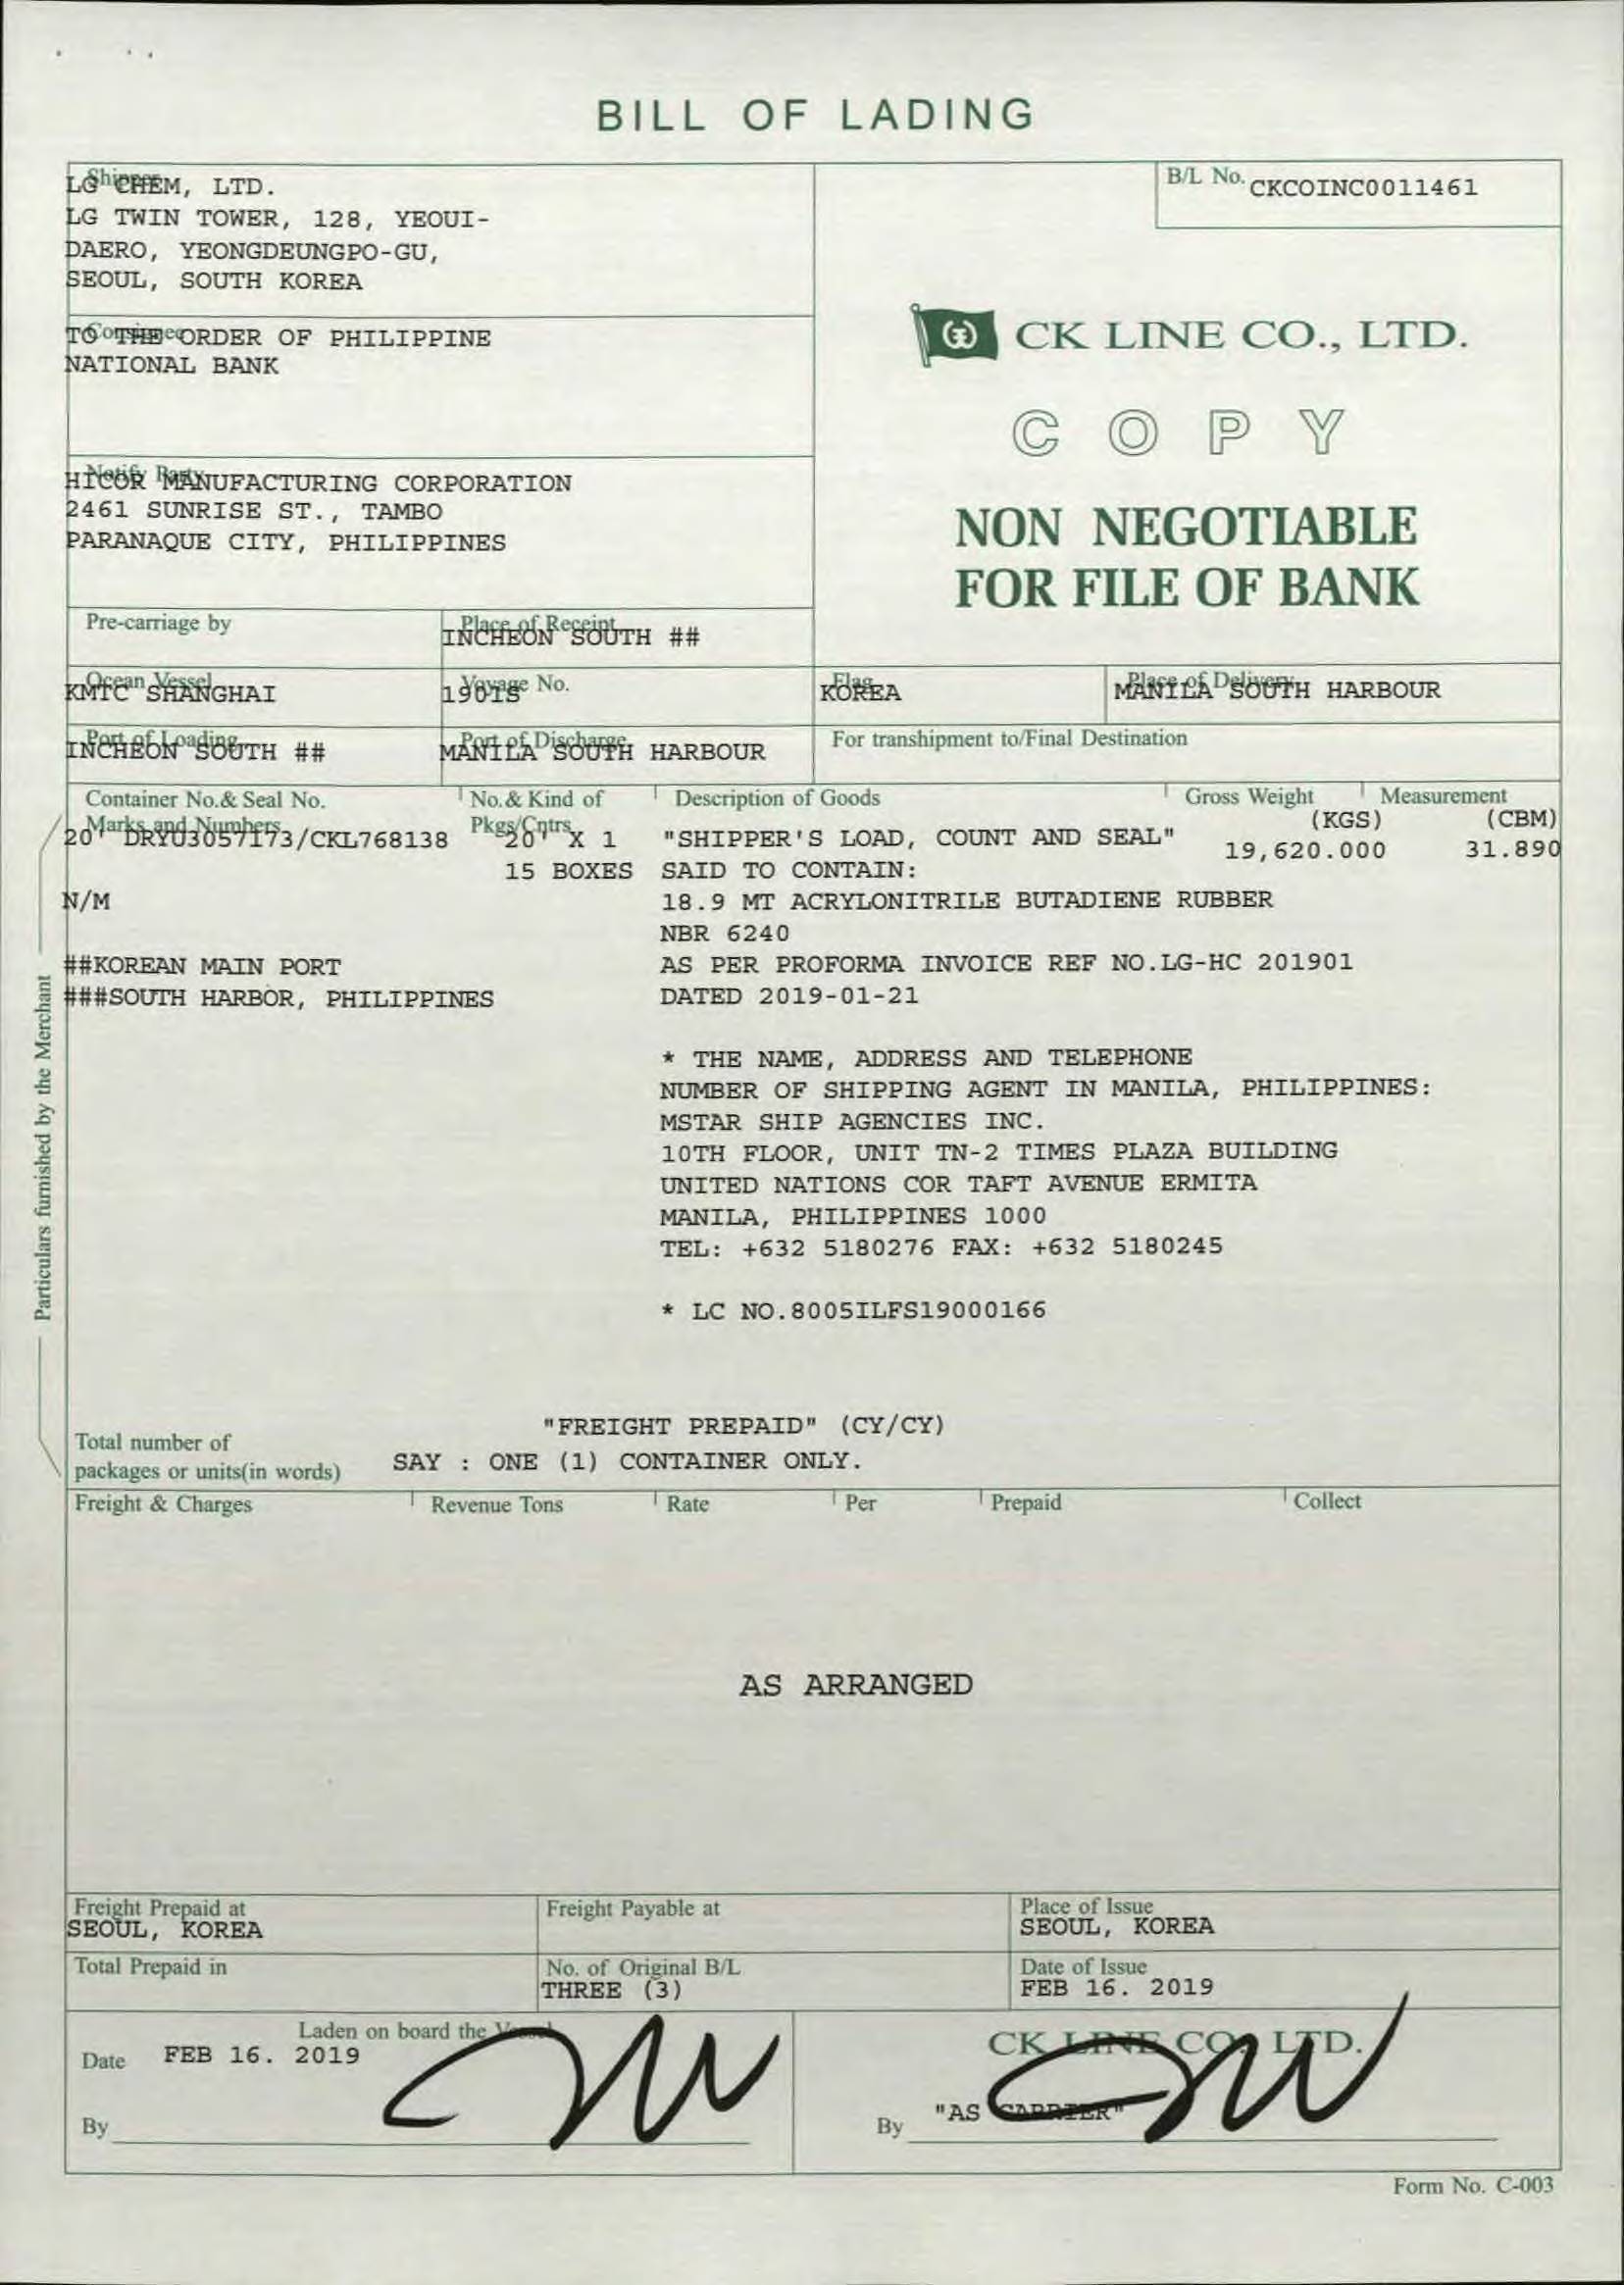 BILL OF LADING
Shipper
LG CHEM, LTD.
LG TWIN TOWER, 128, YEOUI-
DAERO, YEONGDEUNGPO-GU,
SEOUL, SOUTH KOREA
B/L No. CKCOINC0011461
Consignee
TO THE ORDER OF PHILIPPINE
NATIONAL BANK
CK LINE CO., LTD.
COPY
NON NEGOTIABLE
FOR FILE OF BANK
Notify Party
HICOR MANUFACTURING CORPORATION
2461 SUNRISE ST., TAMBO
PARANAQUE CITY, PHILIPPINES
Pre-carriage by
Place of Receipt
INCHEON SOUTH ##
Ocean Vessel
KMTC SHANGHAI
Voyage No.
1901S
Flag
KOREA
Place of Delivery
MANILA SOUTH HARBOUR
Port of Loading
INCHEON SOUTH ##
Port of Discharge
MANILA SOUTH HARBOUR
For transhipment to/Final Destination
Container No.& Seal No. No.& Kind of Description of Goods Gross Weight Measurement
Marks and Numbers Pkgs/Cntrs (KGS) (CBM)
20' DRYU3057173/CKL768138 20' X 1 "SHIPPER'S LOAD, COUNT AND SEAL" 19,620.000 31.890
15 BOXES SAID TO CONTAIN:
N/M 18.9 MT ACRYLONITRILE BUTADIENE RUBBER
NBR 6240
##KOREAN MAIN PORT AS PER PROFORMA INVOICE REF NO.LG-HC 201901
###SOUTH HARBOR, PHILIPPINES DATED 2019-01-21
* THE NAME, ADDRESS AND TELEPHONE
NUMBER OF SHIPPING AGENT IN MANILA, PHILIPPINES:
MSTAR SHIP AGENCIES INC.
10TH FLOOR, UNIT TN-2 TIMES PLAZA BUILDING
UNITED NATIONS COR TAFT AVENUE ERMITA
MANILA, PHILIPPINES 1000
TEL: +632 5180276 FAX: +632 5180245
* LC NO.8005ILFS19000166
Particulars furnished by the Merchant
"FREIGHT PREPAID" (CY/CY)
Total number of
packages or units(in words) SAY : ONE (1) CONTAINER ONLY.
Freight & Charges Revenue Tons Rate Per Prepaid Collect
AS ARRANGED
Freight Prepaid at
SEOUL, KOREA
Freight Payable at
Place of Issue
SEOUL, KOREA
Total Prepaid in
No. of Original B/L
THREE (3)
Date of Issue
FEB 16. 2019
Laden on board the Vessel
Date FEB 16. 2019
By
CK LINE CO., LTD.
By "AS CARRIER"
Form No. C-003